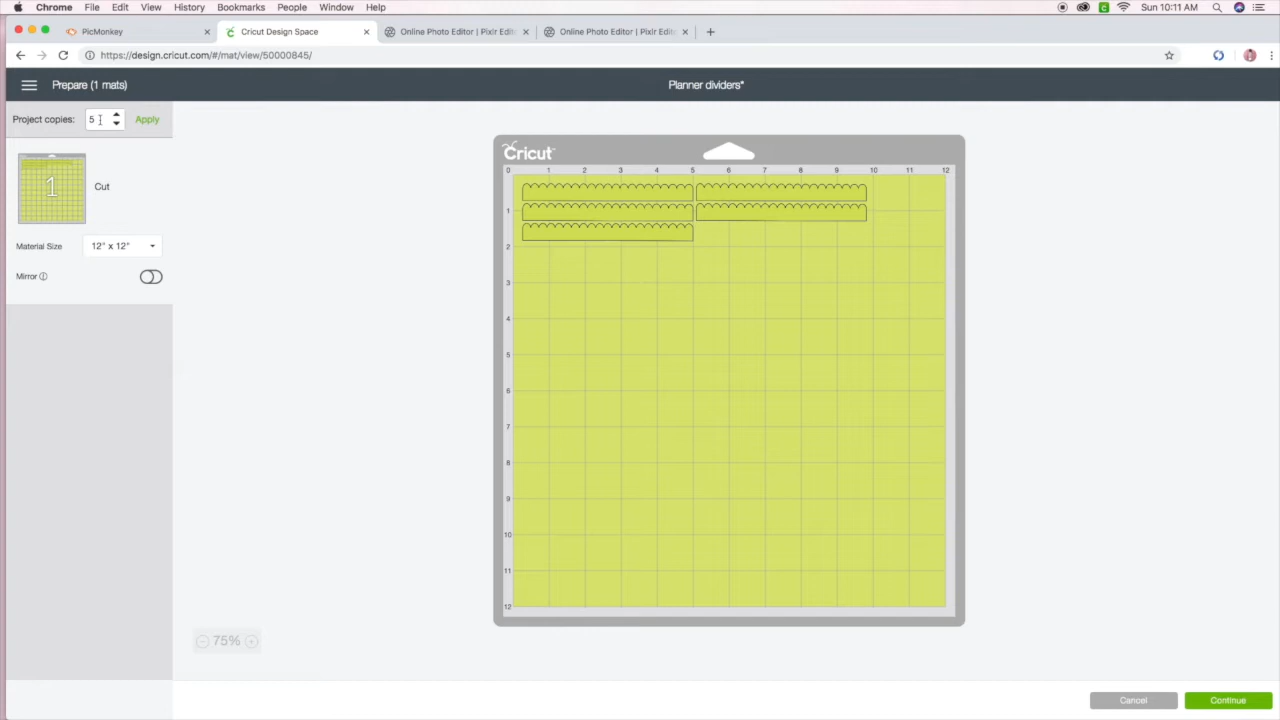 Chrome File Edit View History Bookmarks People Window Help Sun 10:11 AM
PicMonkey Cricut Design Space Online Photo Editor | Pixlr Edit Online Photo Editor | Pixlr Edit
https://design.cricut.com/#/mat/view/50000845/
Prepare (1 mats) Planner dividers*
Project copies: 5 Apply
Cricut
0 1 2 3 4 5 6 7 8 9 10 11 12
1 Cut
1
2
Material Size 12" x 12"
Mirror
3
4
5
6
7
8
9
10
11
12
75%
Cancel Continue